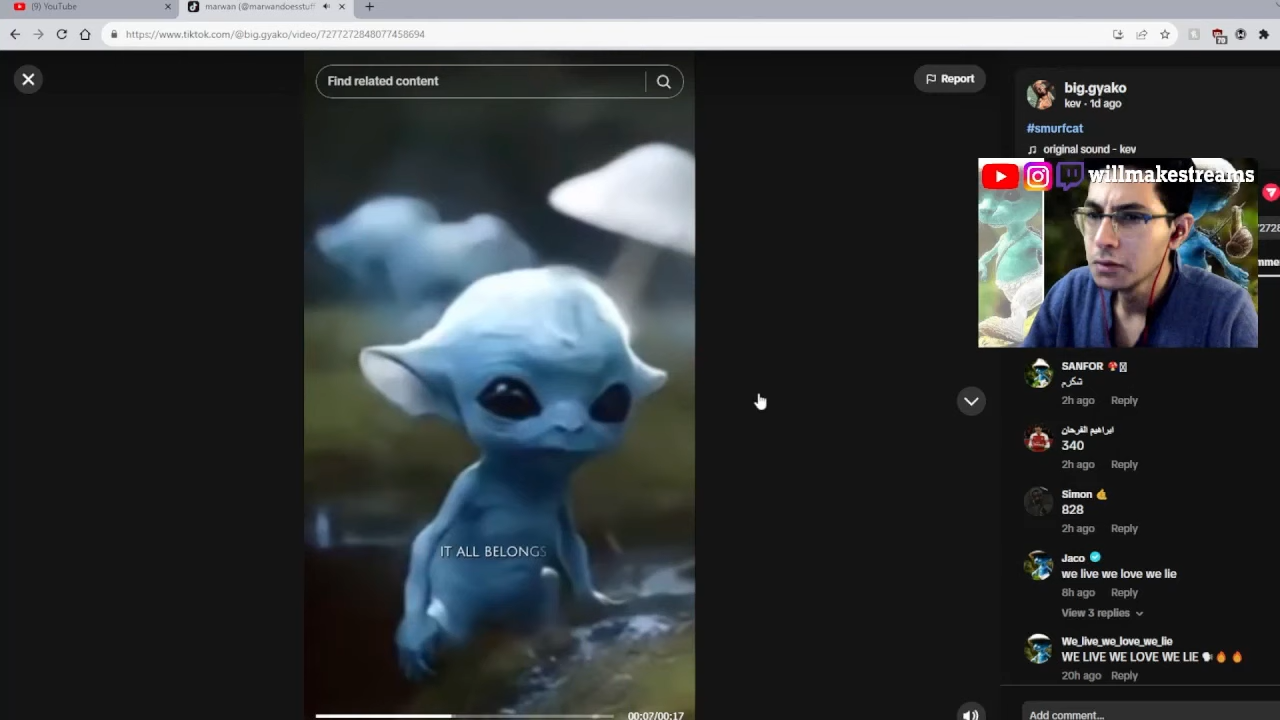 (9) YouTube
marwan (@marwandoesstuff
https://www.tiktok.com/@big.gyako/video/7277272848077458694
Find related content
Report
big.gyako
kev · 1d ago
#smurfcat
original sound - kev
willmakestreams
IT ALL BELONGS
SANFOR
2h ago Reply
ابراهيم القرحان
340
2h ago Reply
Simon
828
2h ago Reply
Jaco
we live we love we lie
8h ago Reply
View 3 replies
We_live_we_love_we_lie
WE LIVE WE LOVE WE LIE
20h ago Reply
00:07/00:17
Add comment...